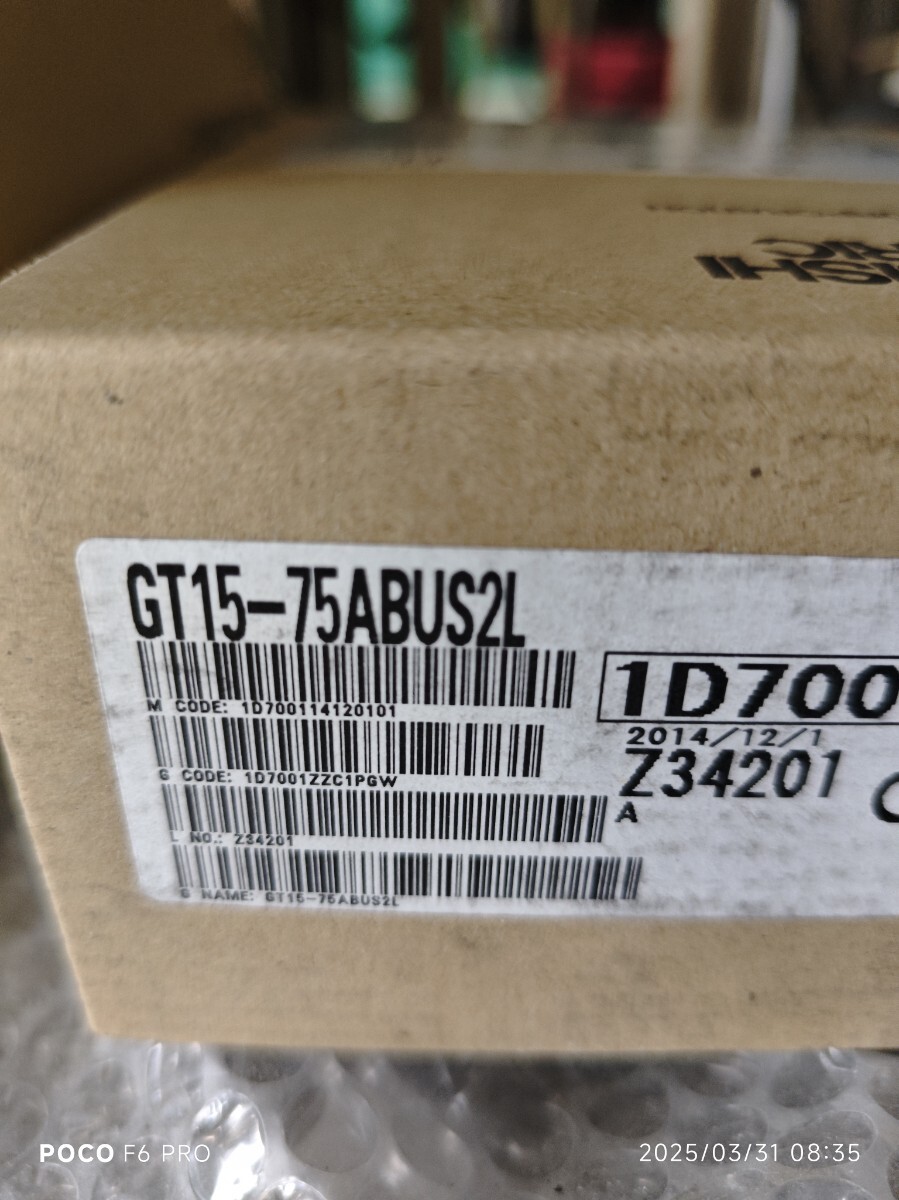 GT15-75ABUS2L
M CODE: 1D700114120101
G CODE: 1D7001ZZC1PGW
L NO.: Z34201
G NAME: GT15-75ABUS2L
1D700
2014/12/1
Z34201
A
POCO F6 PRO
2025/03/31 08:35